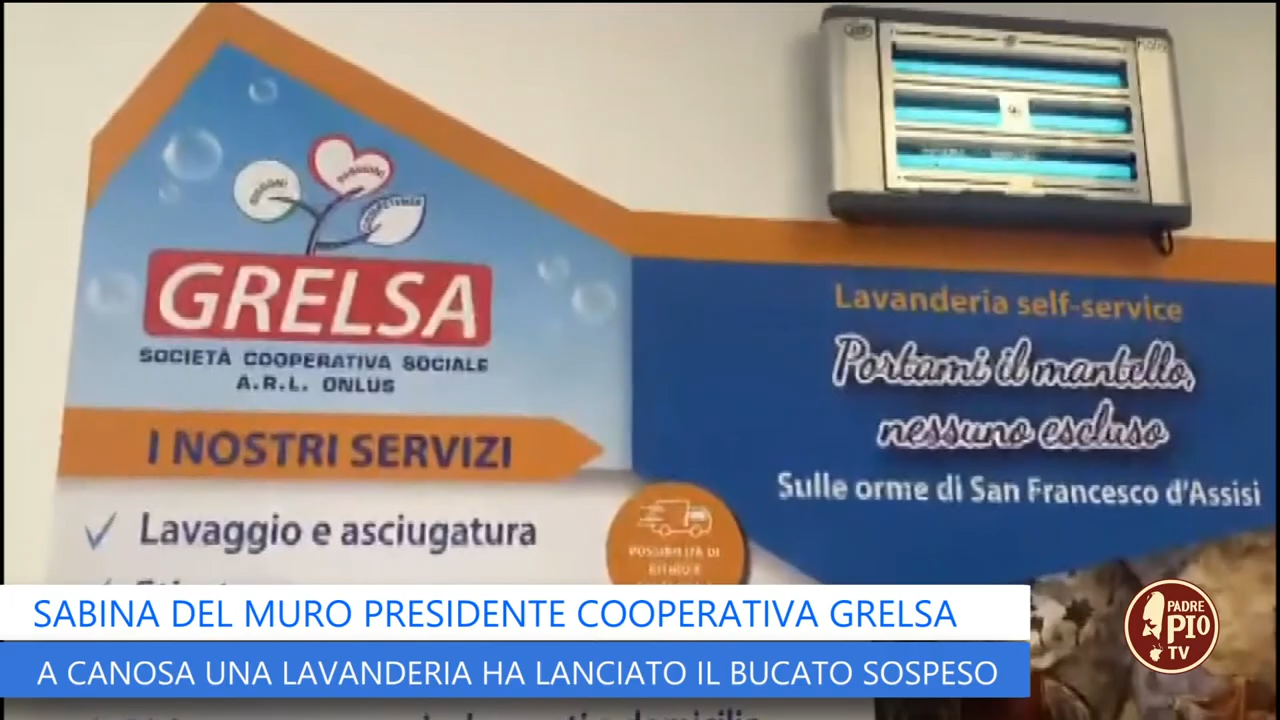 GRELSA
SOCIETÀ COOPERATIVA SOCIALE
A.R.L. ONLUS
I NOSTRI SERVIZI
Lavaggio e asciugatura
POSSIBILITÀ DI
Lavanderia self-service
Portami il mantello,
nessuno escluso
Sulle orme di San Francesco d'Assisi
SABINA DEL MURO PRESIDENTE COOPERATIVA GRELSA
A CANOSA UNA LAVANDERIA HA LANCIATO IL BUCATO SOSPESO
PADRE
PIO
TV